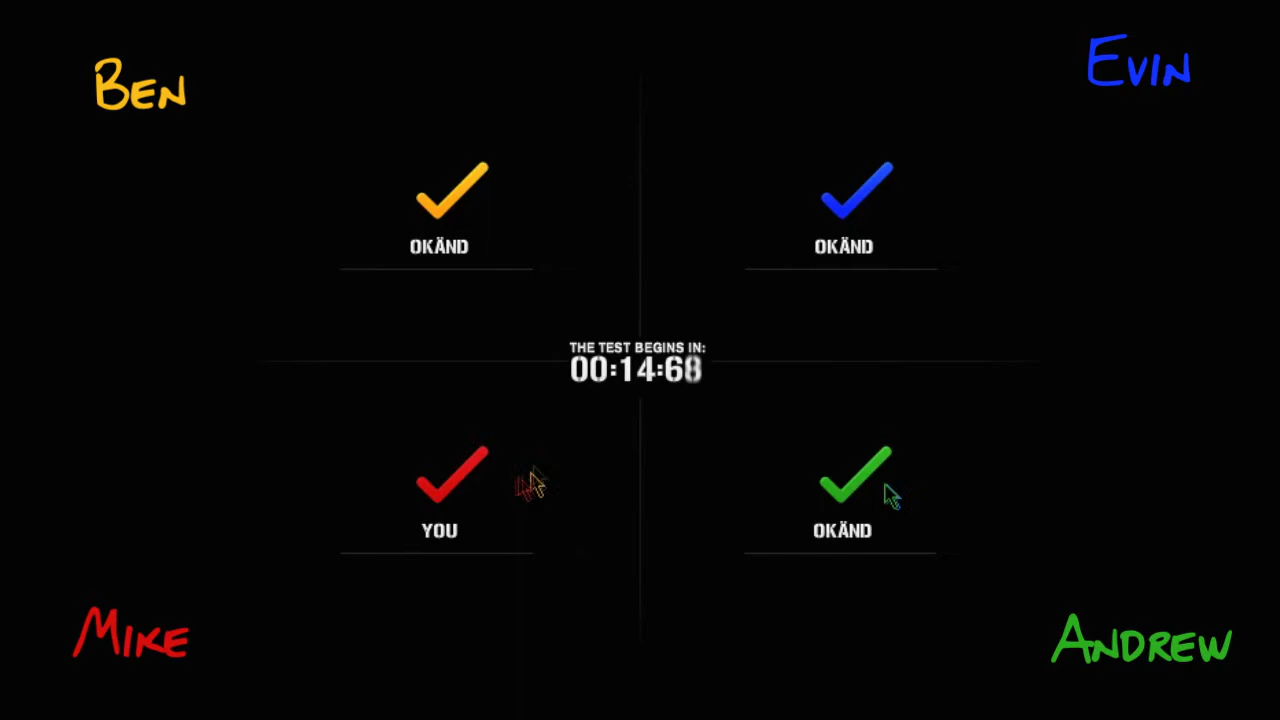 BEN
EVIN
OKÄND
OKÄND
THE TEST BEGINS IN:
00:14:68
YOU
OKÄND
MIKE
ANDREW